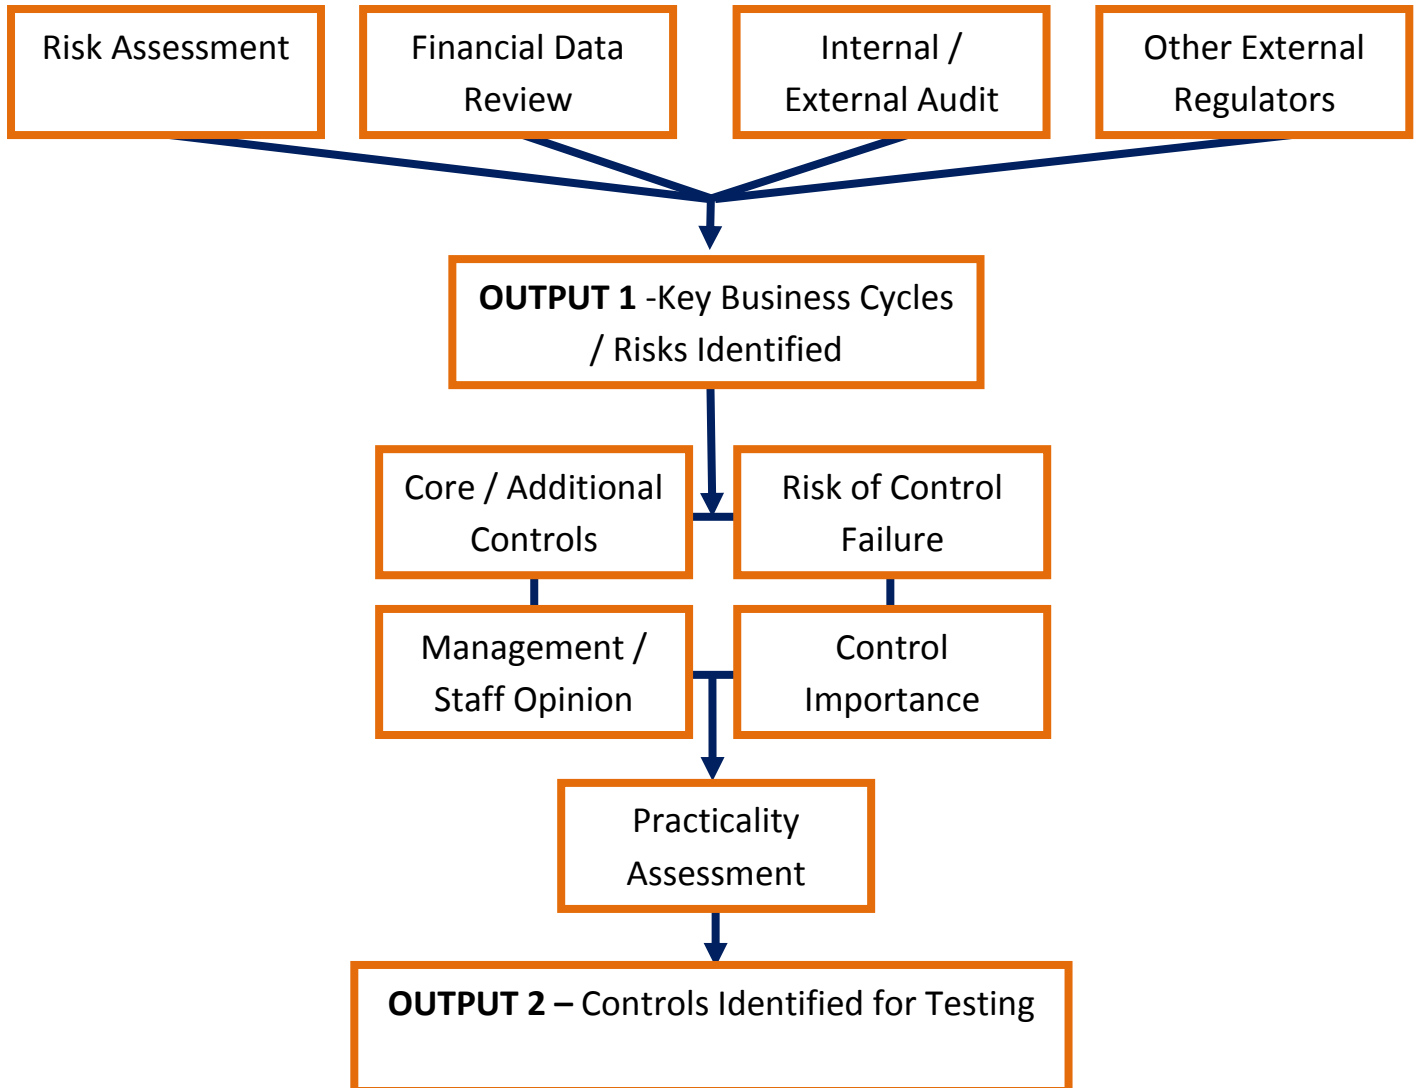 Risk Assessment
Financial Data
Review
Internal /
External Audit
Other External
Regulators
OUTPUT 1 -Key Business Cycles
/ Risks Identified
Core / Additional
Controls
Risk of Control
Failure
Management /
Staff Opinion
Control
Importance
Practicality
Assessment
OUTPUT 2 – Controls Identified for Testing